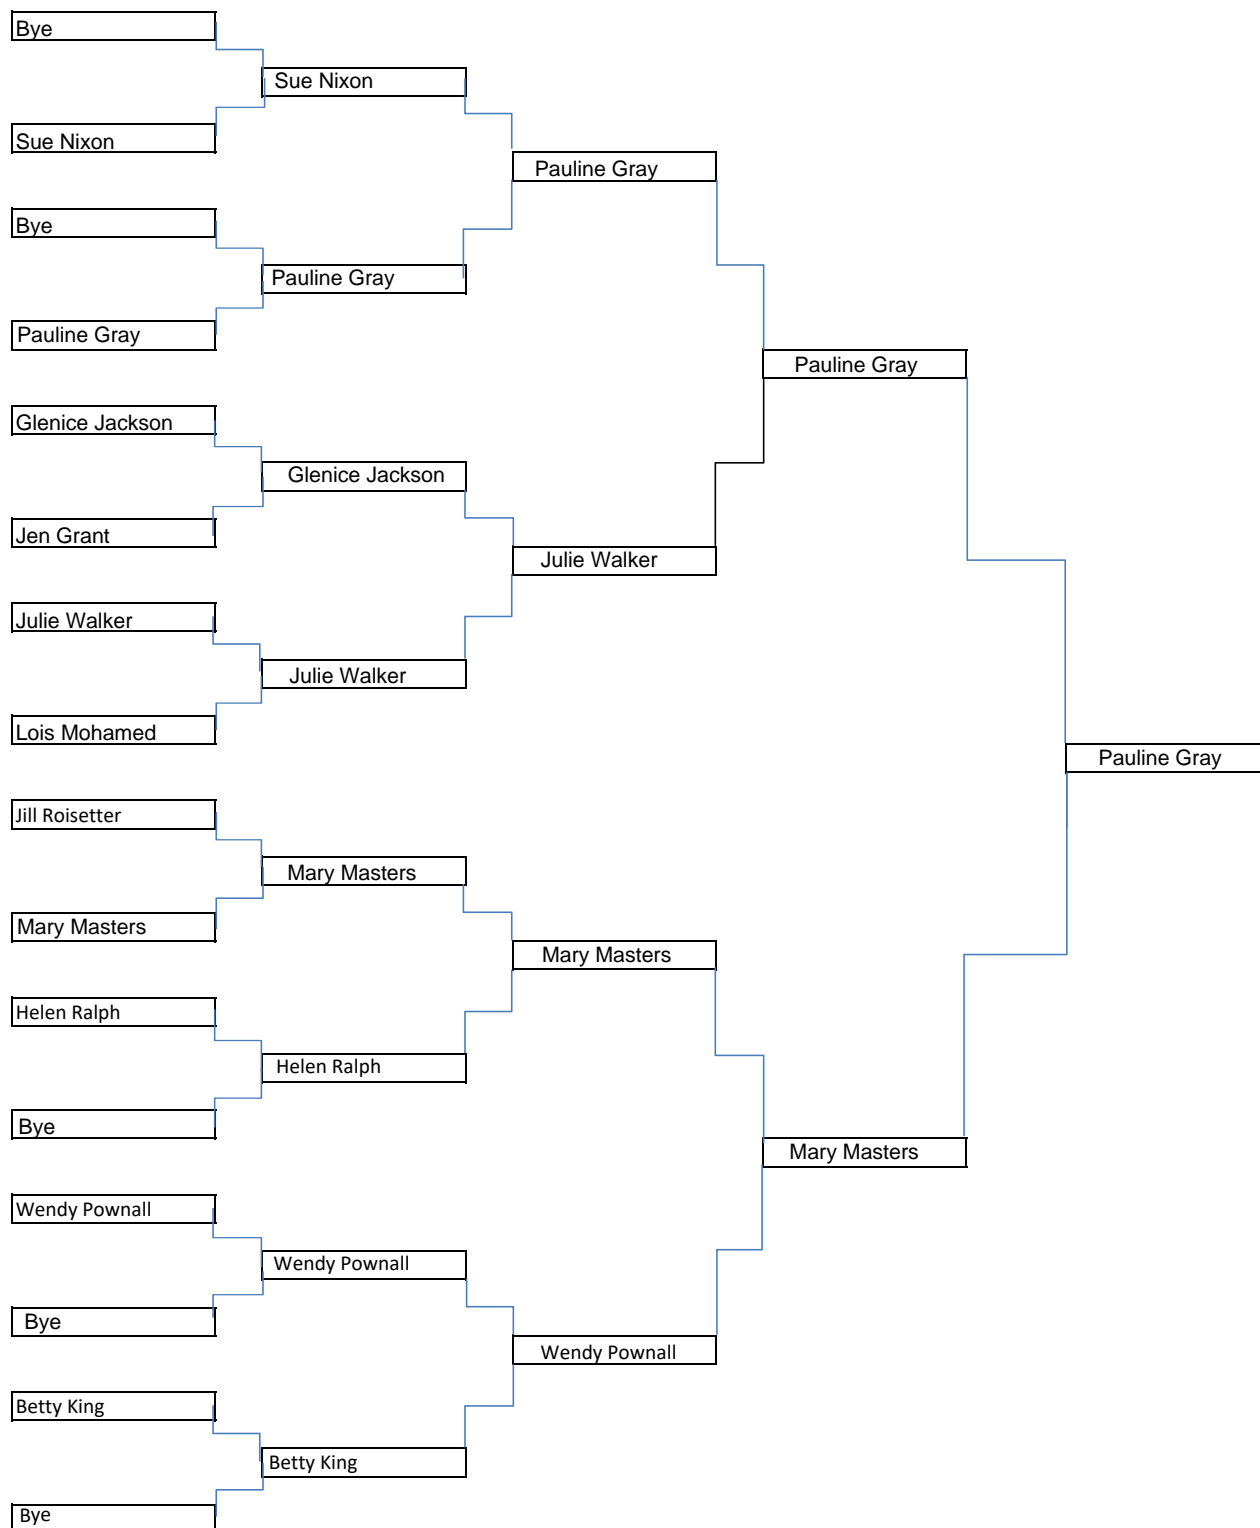 Bye
Sue Nixon
Sue Nixon
Pauline Gray
Bye
Pauline Gray
Pauline Gray
Pauline Gray
Glenice Jackson
Glenice Jackson
Jen Grant
Julie Walker
Julie Walker
Julie Walker
Lois Mohamed
Pauline Gray
Jill Roisetter
Mary Masters
Mary Masters
Mary Masters
Helen Ralph
Helen Ralph
Bye
Mary Masters
Wendy Pownall
Wendy Pownall
Bye
Wendy Pownall
Betty King
Betty King
Bye